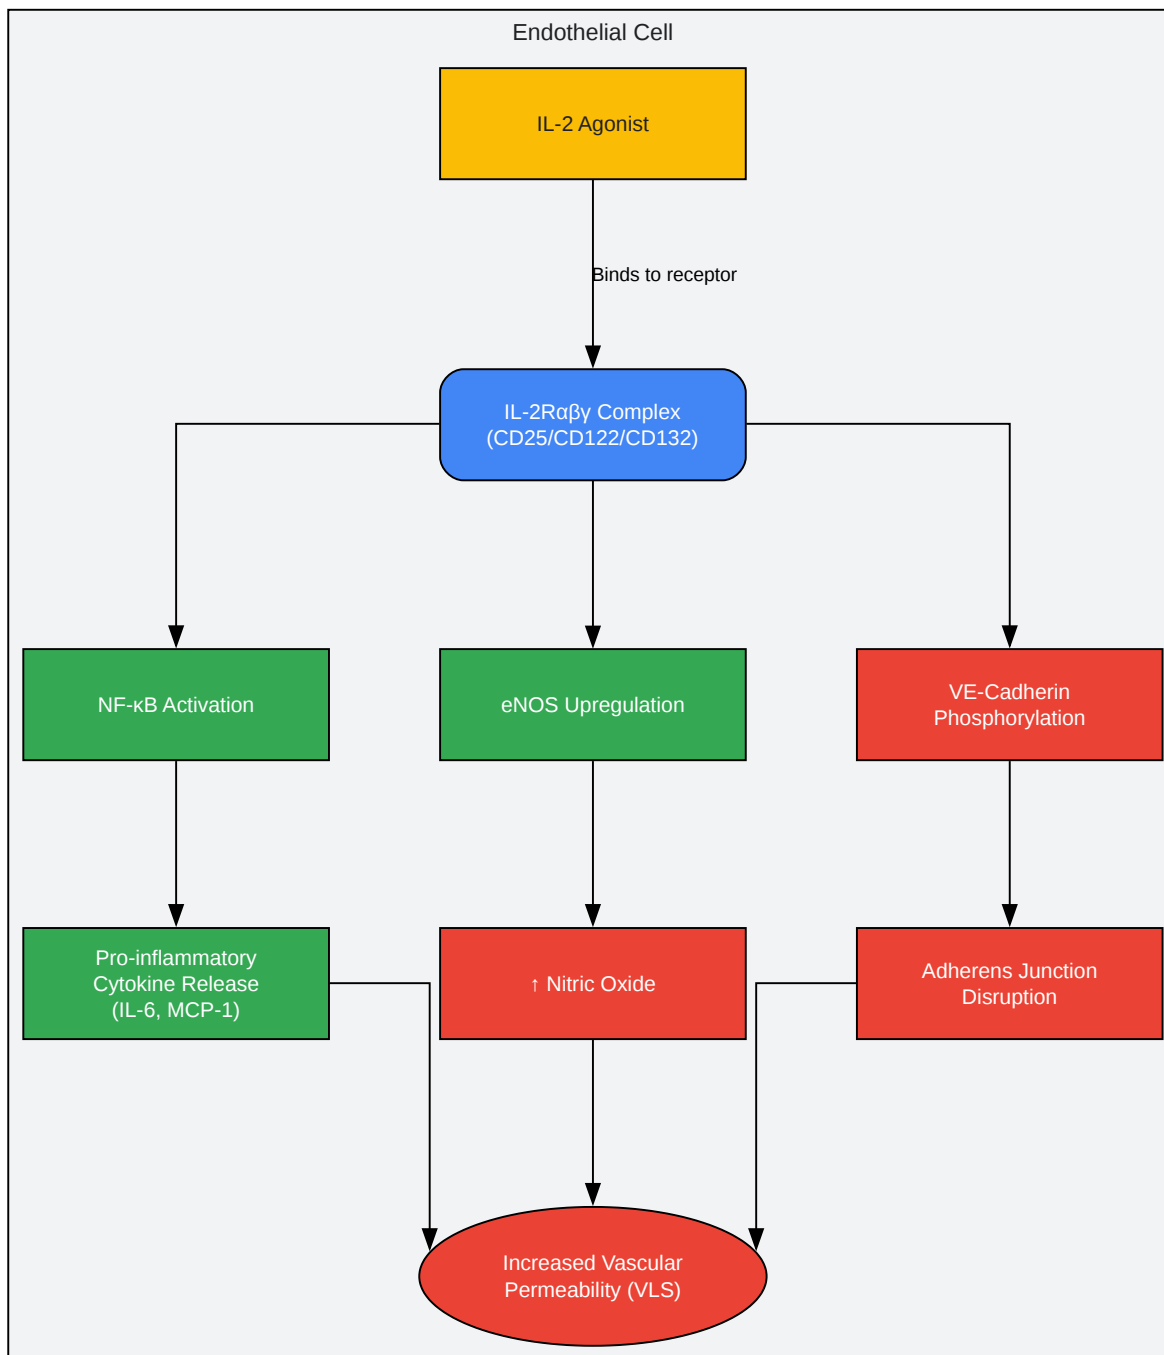 Endothelial Cell
IL-2 Agonist
Binds to receptor
IL-2Rαβγ Complex
(CD25/CD122/CD132)
NF-κB Activation
eNOS Upregulation
VE-Cadherin
Phosphorylation
Pro-inflammatory
Cytokine Release
(IL-6, MCP-1)
↑ Nitric Oxide
Adherens Junction
Disruption
Increased Vascular
Permeability (VLS)